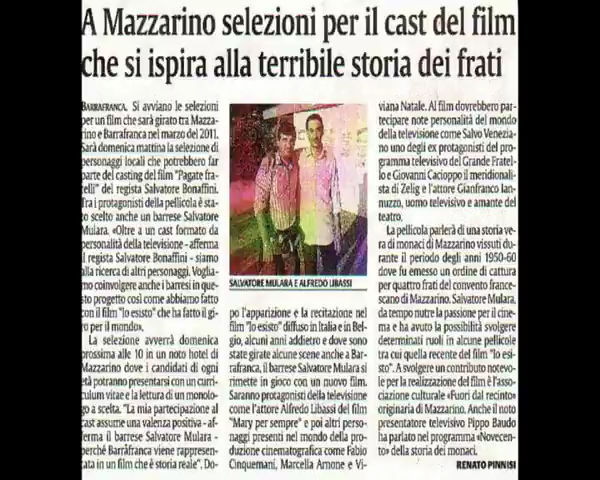 A Mazzarino selezioni per il cast del film
che si ispira alla terribile storia dei frati
BARRAFRANCA. Si avviano le selezioni
per un film che sarà girato tra Mazza-
rino e Barrafranca nel marzo del 2011.
Sarà domenica mattina la selezione di
personaggi locali che potrebbero far
parte del casting del film "Pagate fra-
telli" del regista Salvatore Bonaffini.
Tra i protagonisti della pellicola è sta-
to scelto anche un barrese Salvatore
Mulara. «Oltre a un cast formato da
personalità della televisione - afferma
il regista Salvatore Bonaffini - siamo
alla ricerca di altri personaggi. Voglia-
mo coinvolgere anche i barresi in que-
sto progetto così come abbiamo fatto
con il film "Io esisto" che ha fatto il gi-
ro per il mondo».
La selezione avverrà domenica
prossima alle 10 in un noto hotel di
Mazzarino dove i candidati di ogni
età potranno presentarsi con un curri-
culum vitae e la lettura di un monolo-
go a scelta. "La mia partecipazione al
cast assume una valenza positiva - af-
ferma il barrese Salvatore Mulara -
perché Barrafranca viene rappresen-
tata in un film che è storia reale". Do-
SALVATORE MULARA E ALFREDO LIBASSI
po l'apparizione e la recitazione nel
film "Io esisto" diffuso in Italia e in Bel-
gio, alcuni anni addietro e dove sono
state girate alcune scene anche a Bar-
rafranca, il barrese Salvatore Mulara si
rimette in gioco con un nuovo film.
Saranno protagonisti della televisione
come l'attore Alfredo Libassi del film
"Mary per sempre" e poi altri perso-
naggi presenti nel mondo della pro-
duzione cinematografica come Fabio
Cinquemani, Marcella Arnone e Vi-
viana Natale. Al film dovrebbero par-
tecipare note personalità del mondo
della televisione come Salvo Venezia-
no uno degli ex protagonisti del pro-
gramma televisivo del Grande Fratel-
lo e Giovanni Cacioppo il meridionali-
sta di Zelig e l'attore Gianfranco Ian-
nuzzo, uomo televisivo e amante del
teatro.
La pellicola parlerà di una storia ve-
ra di monaci di Mazzarino vissuti du-
rante il periodo degli anni 1950-60
dove fu emesso un ordine di cattura
per quattro frati del convento france-
scano di Mazzarino. Salvatore Mulara,
da tempo nutre la passione per il cine-
ma e ha avuto la possibilità svolgere
determinati ruoli in alcune pellicole
tra cui quella recente del film "Io esi-
sto". A svolgere un contributo notevo-
le per la realizzazione del film è l'asso-
ciazione culturale «Fuori dal recinto»
originaria di Mazzarino. Anche il noto
presentatore televisivo Pippo Baudo
ha parlato nel programma «Novecen-
to» della storia dei monaci.
RENATO PINNISI